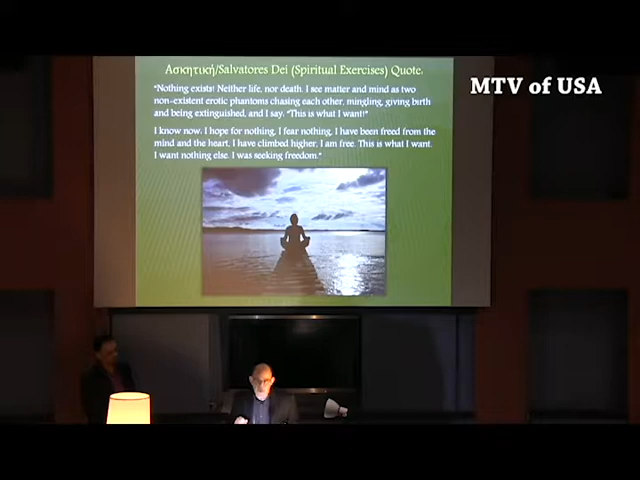 Ασκητική/Salvatores Dei (Spiritual Exercises) Quote.
MTV of USA
"Nothing exists! Neither life, nor death. I see matter and mind as two
non-existent erotic phantoms chasing each other, mingling, giving birth
and being extinguished, and I say: "This is what I want!"
I know now: I hope for nothing, I fear nothing, I have been freed from the
mind and the heart, I have climbed higher, I am free. This is what I want.
I want nothing else. I was seeking freedom."